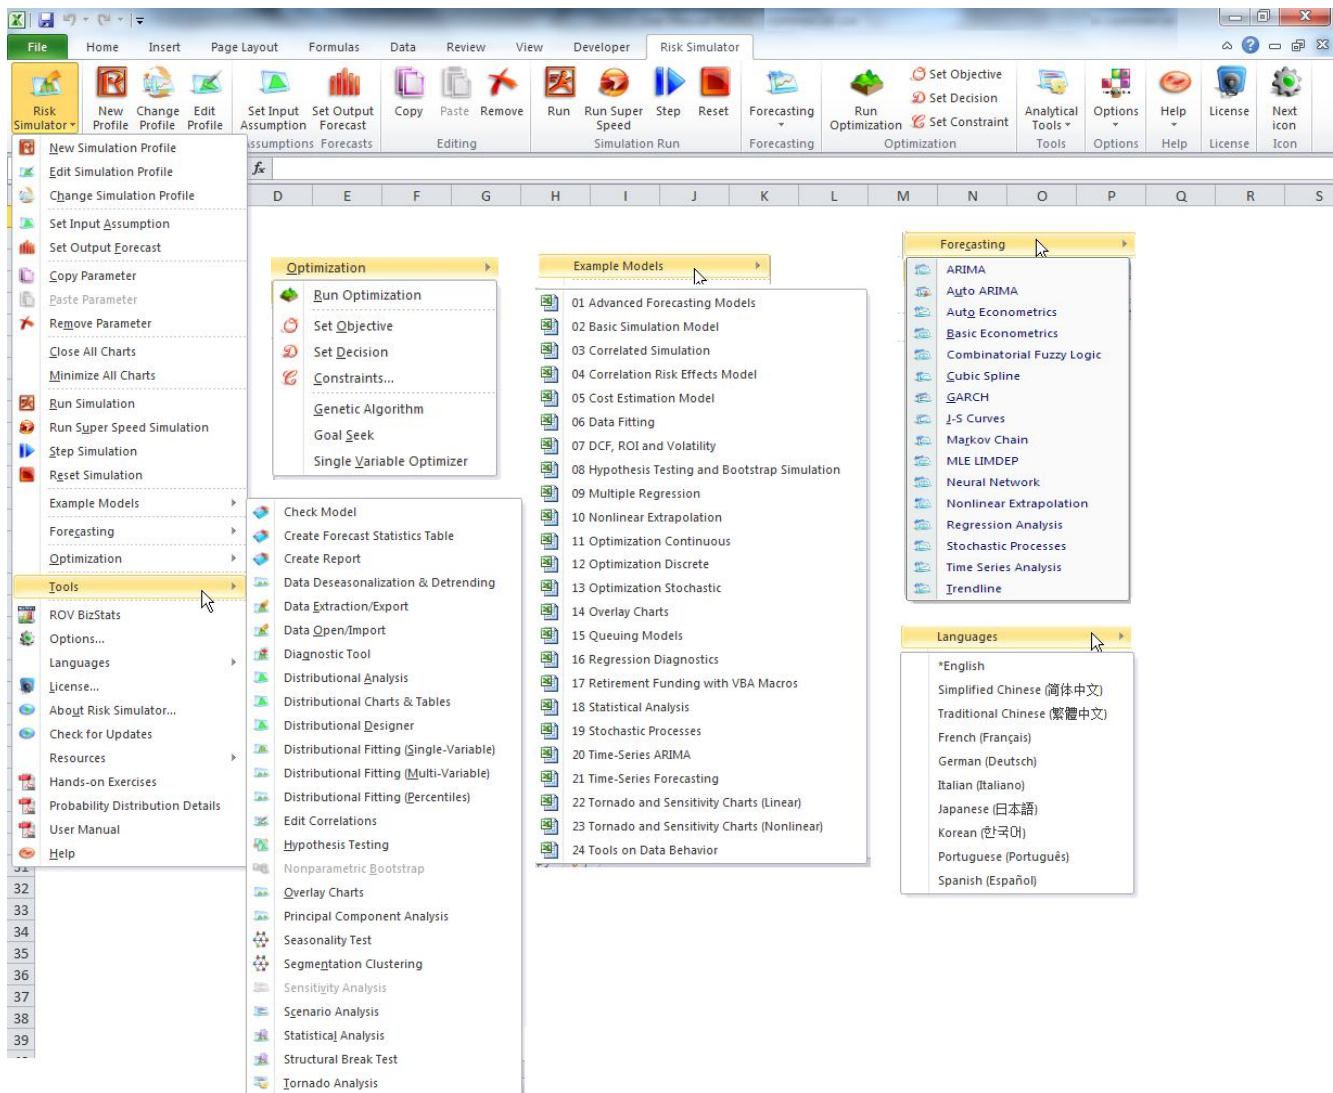 File Home Insert Page Layout Formulas Data Review View Developer Risk Simulator
Risk Simulator
New Profile
Change Profile
Edit Profile
Set Input Assumption
Set Output Forecast
Copy
Paste
Remove
Run
Run Super Speed
Step
Reset
Forecasting
Run Optimization
Set Objective
Set Decision
Set Constraint
Analytical Tools
Options
Help
License
Next icon
Assumptions Forecasts Editing Simulation Run Forecasting Optimization Tools Options Help License Icon
New Simulation Profile
Edit Simulation Profile
Change Simulation Profile
Set Input Assumption
Set Output Forecast
Copy Parameter
Paste Parameter
Remove Parameter
Close All Charts
Minimize All Charts
Run Simulation
Run Super Speed Simulation
Step Simulation
Reset Simulation
Example Models
Forecasting
Optimization
Tools
ROV BizStats
Options...
Languages
License...
About Risk Simulator...
Check for Updates
Resources
Hands-on Exercises
Probability Distribution Details
User Manual
Help
fx
D E F G H I J K L M N O P Q R S
31
32
33
34
35
36
37
38
39
Optimization
Run Optimization
Set Objective
Set Decision
Constraints...
Genetic Algorithm
Goal Seek
Single Variable Optimizer
Check Model
Create Forecast Statistics Table
Create Report
Data Deseasonalization & Detrending
Data Extraction/Export
Data Open/Import
Diagnostic Tool
Distributional Analysis
Distributional Charts & Tables
Distributional Designer
Distributional Fitting (Single-Variable)
Distributional Fitting (Multi-Variable)
Distributional Fitting (Percentiles)
Edit Correlations
Hypothesis Testing
Nonparametric Bootstrap
Overlay Charts
Principal Component Analysis
Seasonality Test
Segmentation Clustering
Sensitivity Analysis
Scenario Analysis
Statistical Analysis
Structural Break Test
Tornado Analysis
Example Models
01 Advanced Forecasting Models
02 Basic Simulation Model
03 Correlated Simulation
04 Correlation Risk Effects Model
05 Cost Estimation Model
06 Data Fitting
07 DCF, ROI and Volatility
08 Hypothesis Testing and Bootstrap Simulation
09 Multiple Regression
10 Nonlinear Extrapolation
11 Optimization Continuous
12 Optimization Discrete
13 Optimization Stochastic
14 Overlay Charts
15 Queuing Models
16 Regression Diagnostics
17 Retirement Funding with VBA Macros
18 Statistical Analysis
19 Stochastic Processes
20 Time-Series ARIMA
21 Time-Series Forecasting
22 Tornado and Sensitivity Charts (Linear)
23 Tornado and Sensitivity Charts (Nonlinear)
24 Tools on Data Behavior
Forecasting
ARIMA
Auto ARIMA
Auto Econometrics
Basic Econometrics
Combinatorial Fuzzy Logic
Cubic Spline
GARCH
J-S Curves
Markov Chain
MLE LIMDEP
Neural Network
Nonlinear Extrapolation
Regression Analysis
Stochastic Processes
Time Series Analysis
Trendline
Languages
*English
Simplified Chinese (简体中文)
Traditional Chinese (繁體中文)
French (Français)
German (Deutsch)
Italian (Italiano)
Japanese (日本語)
Korean (한국어)
Portuguese (Português)
Spanish (Español)